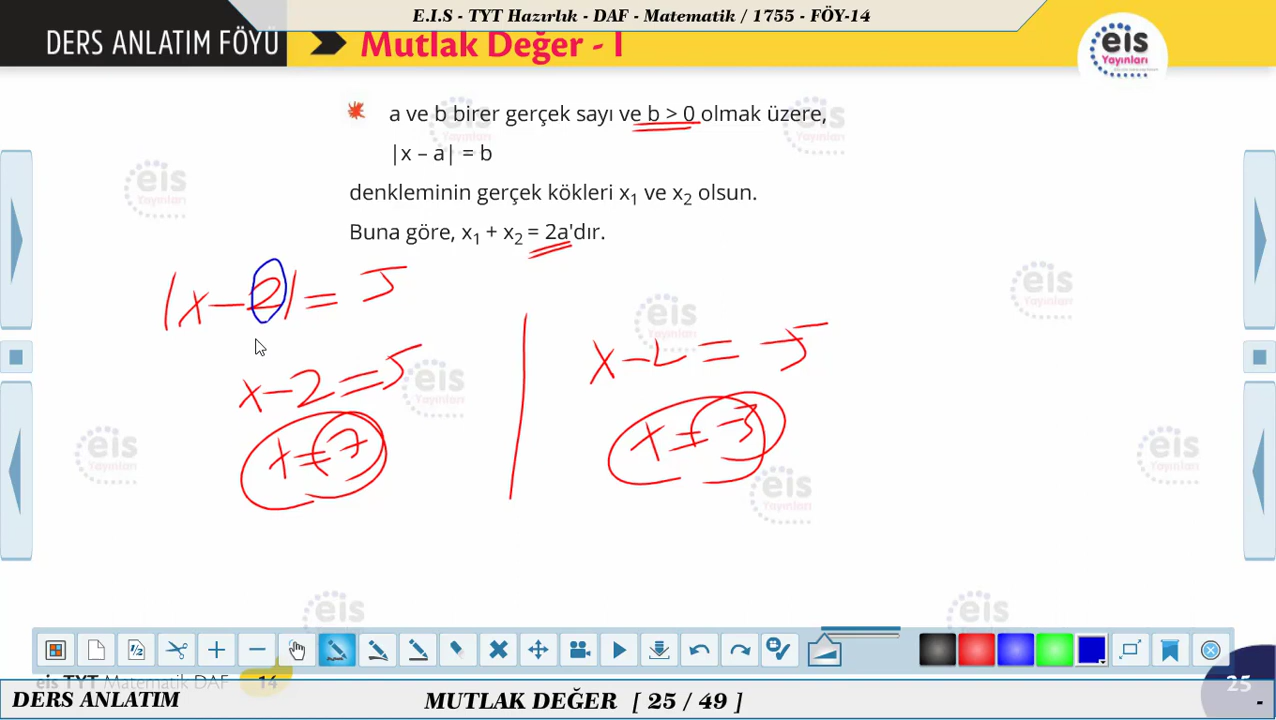 E.I.S - TYT Hazırlık - DAF - Matematik / 1755 - FÖY-14
DERS ANLATIM FÖYÜ
Mutlak Değer - I
eis
Yayınları
a ve b birer gerçek sayı ve b > 0 olmak üzere,
|x – a| = b
denkleminin gerçek kökleri x₁ ve x₂ olsun.
Buna göre, x₁ + x₂ = 2a'dır.
|x-2| = 5
x-2=5
x=7
x-2=-5
x=-3
eis TYT Matematik DAF 14
25
DERS ANLATIM
MUTLAK DEĞER [ 25 / 49 ]
-